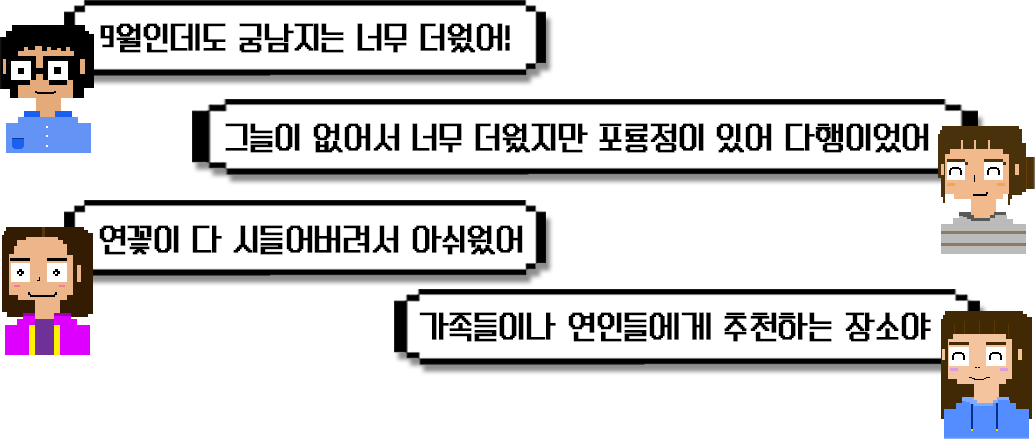 9월인데도 궁남지는 너무 더웠어!
그늘이 없어서 너무 더웠지만 포룡정이 있어 다행이었어
연꽃이 다 시들어버려서 아쉬웠어
가족들이나 연인들에게 추천하는 장소야